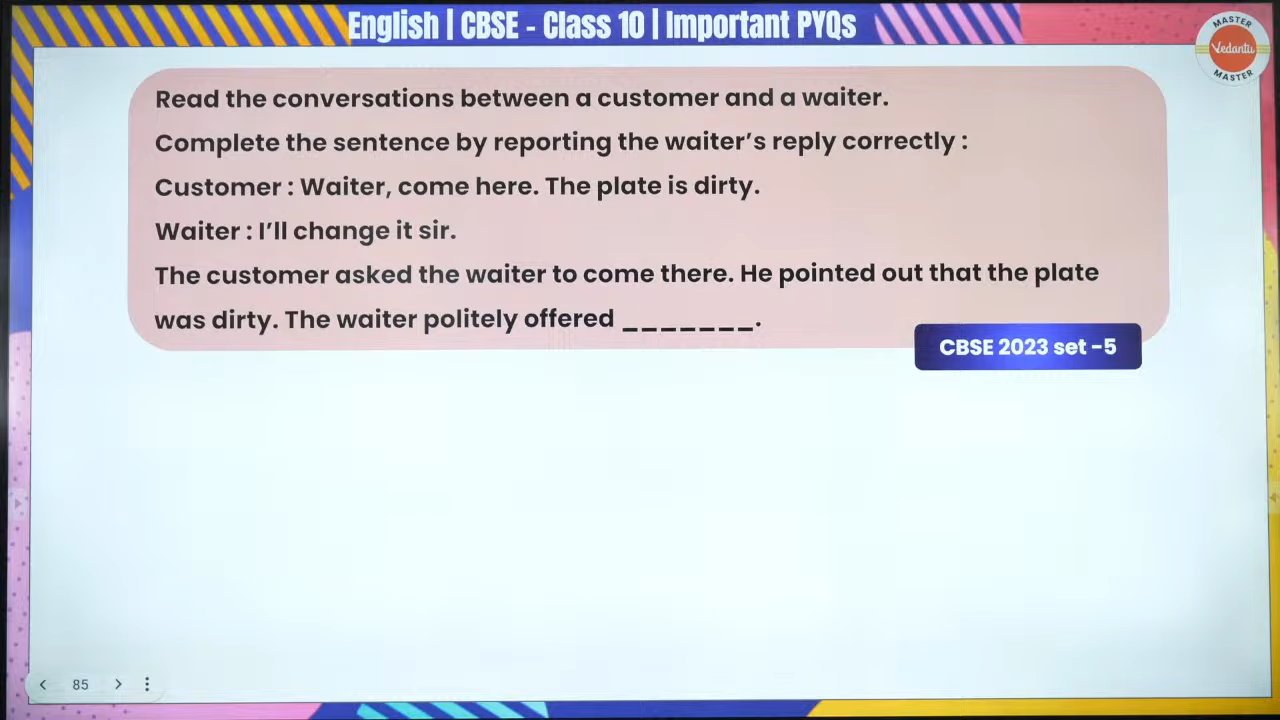 English | CBSE - Class 10 | Important PYQs
MASTER
Vedantu
MASTER
Read the conversations between a customer and a waiter.
Complete the sentence by reporting the waiter’s reply correctly :
Customer : Waiter, come here. The plate is dirty.
Waiter : I’ll change it sir.
The customer asked the waiter to come there. He pointed out that the plate
was dirty. The waiter politely offered _______.
CBSE 2023 set -5
85